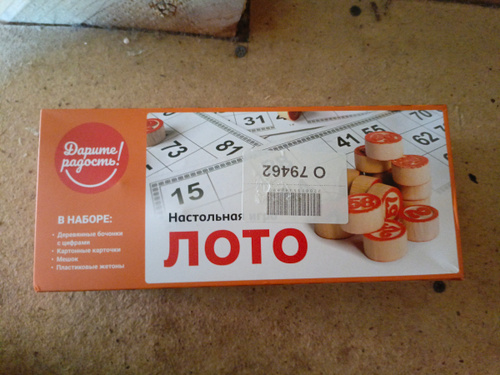 Дарите
радость!
В НАБОРЕ:
• Деревянные бочонки
с цифрами
• Картонные карточки
• Мешок
• Пластиковые жетоны
31
73
81
15
41
55
62
70
O 79462
Настольная игра
ЛОТО